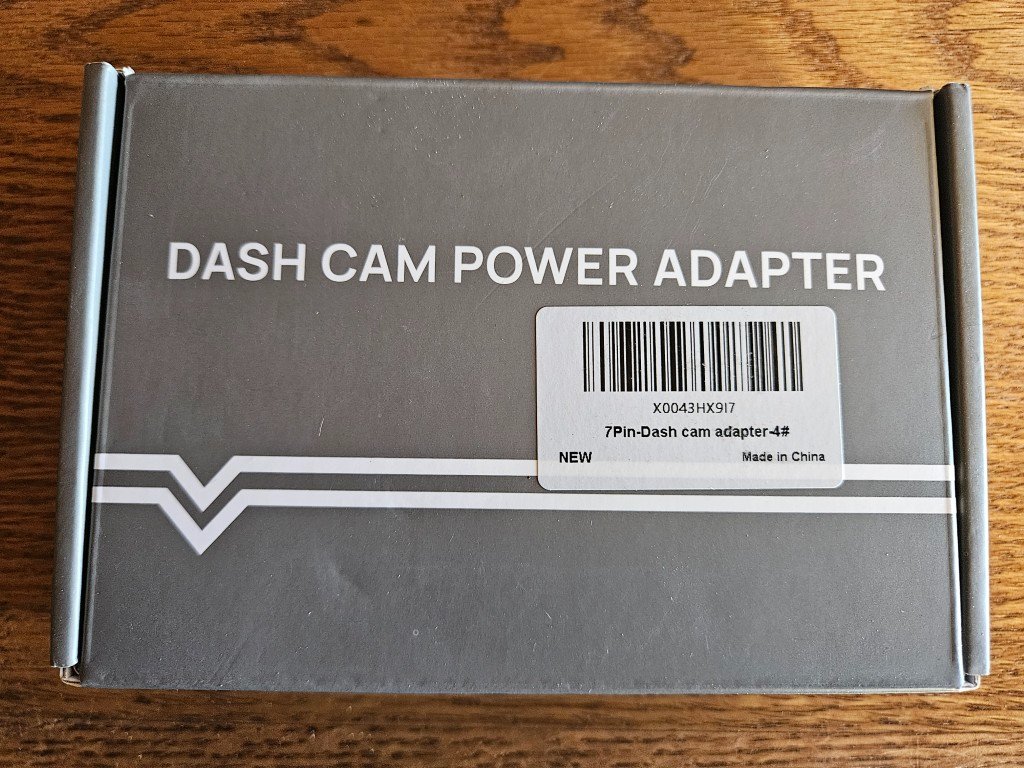 DASH CAM POWER ADAPTER
X0043HX9I7
7Pin-Dash cam adapter-4#
NEW Made in China